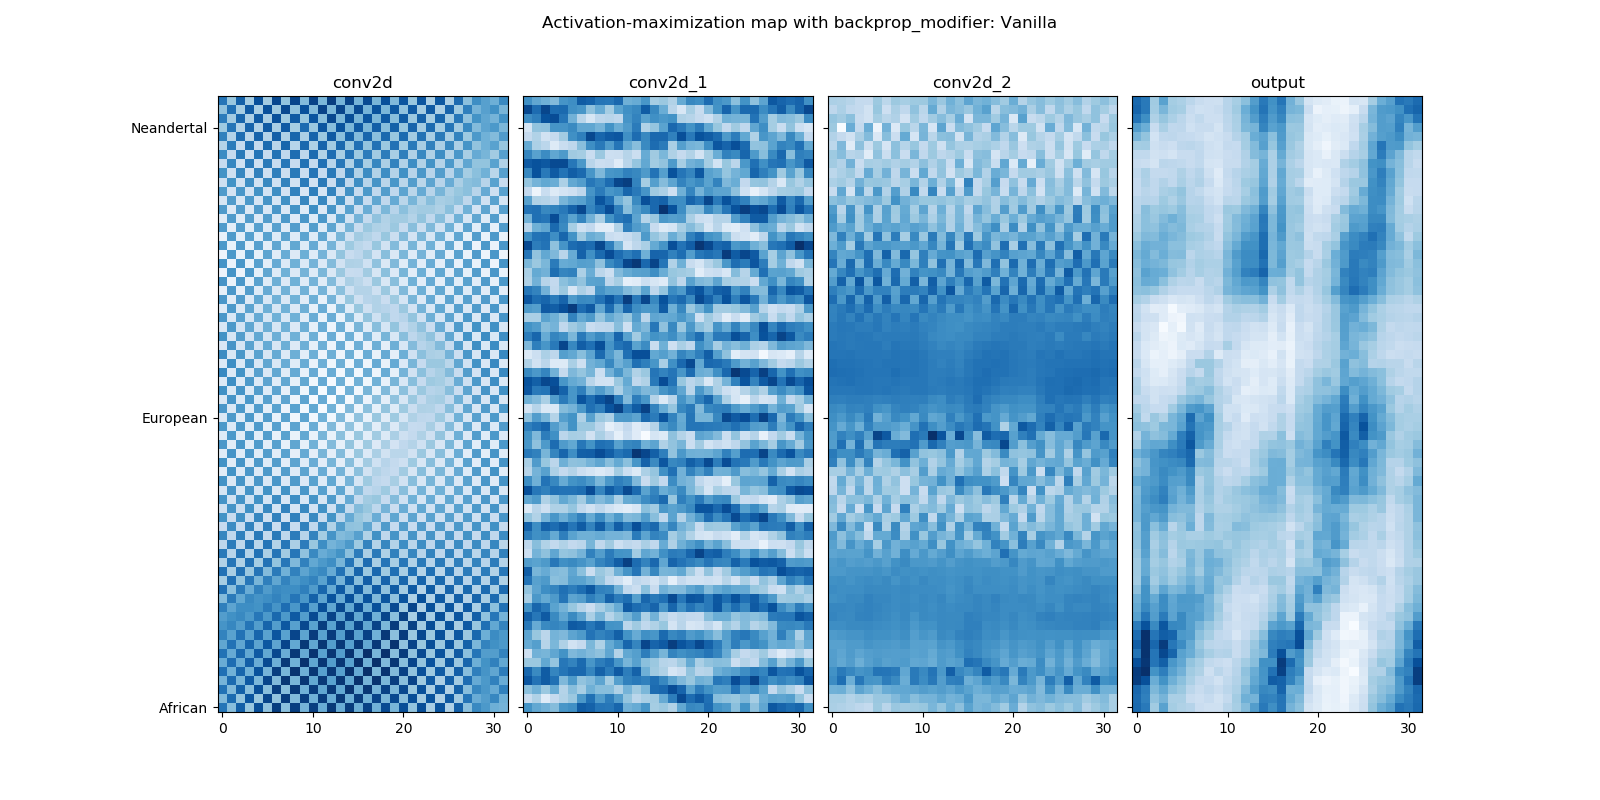 Activation-maximization map with backprop_modifier: Vanilla
conv2d
conv2d_1
conv2d_2
output
Neandertal
European
African
0 10 20 30
0 10 20 30
0 10 20 30
0 10 20 30